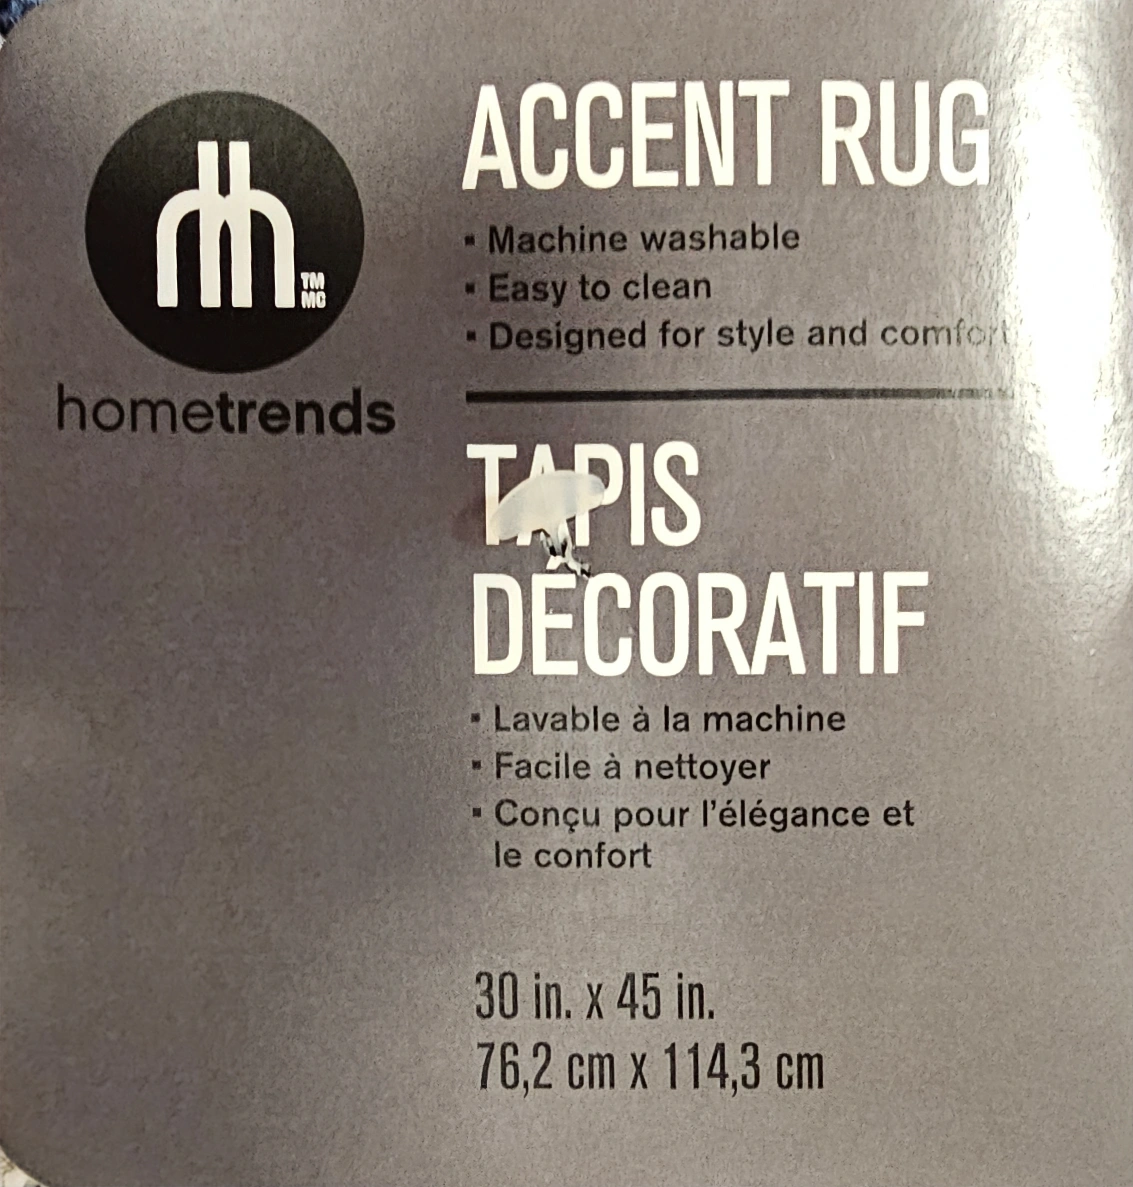 ACCENT RUG
▪ Machine washable
▪ Easy to clean
▪ Designed for style and comfort
TM
MC
hometrends
TAPIS
DÉCORATIF
▪ Lavable à la machine
▪ Facile à nettoyer
▪ Conçu pour l'élégance et
le confort
30 in. x 45 in.
76,2 cm x 114,3 cm